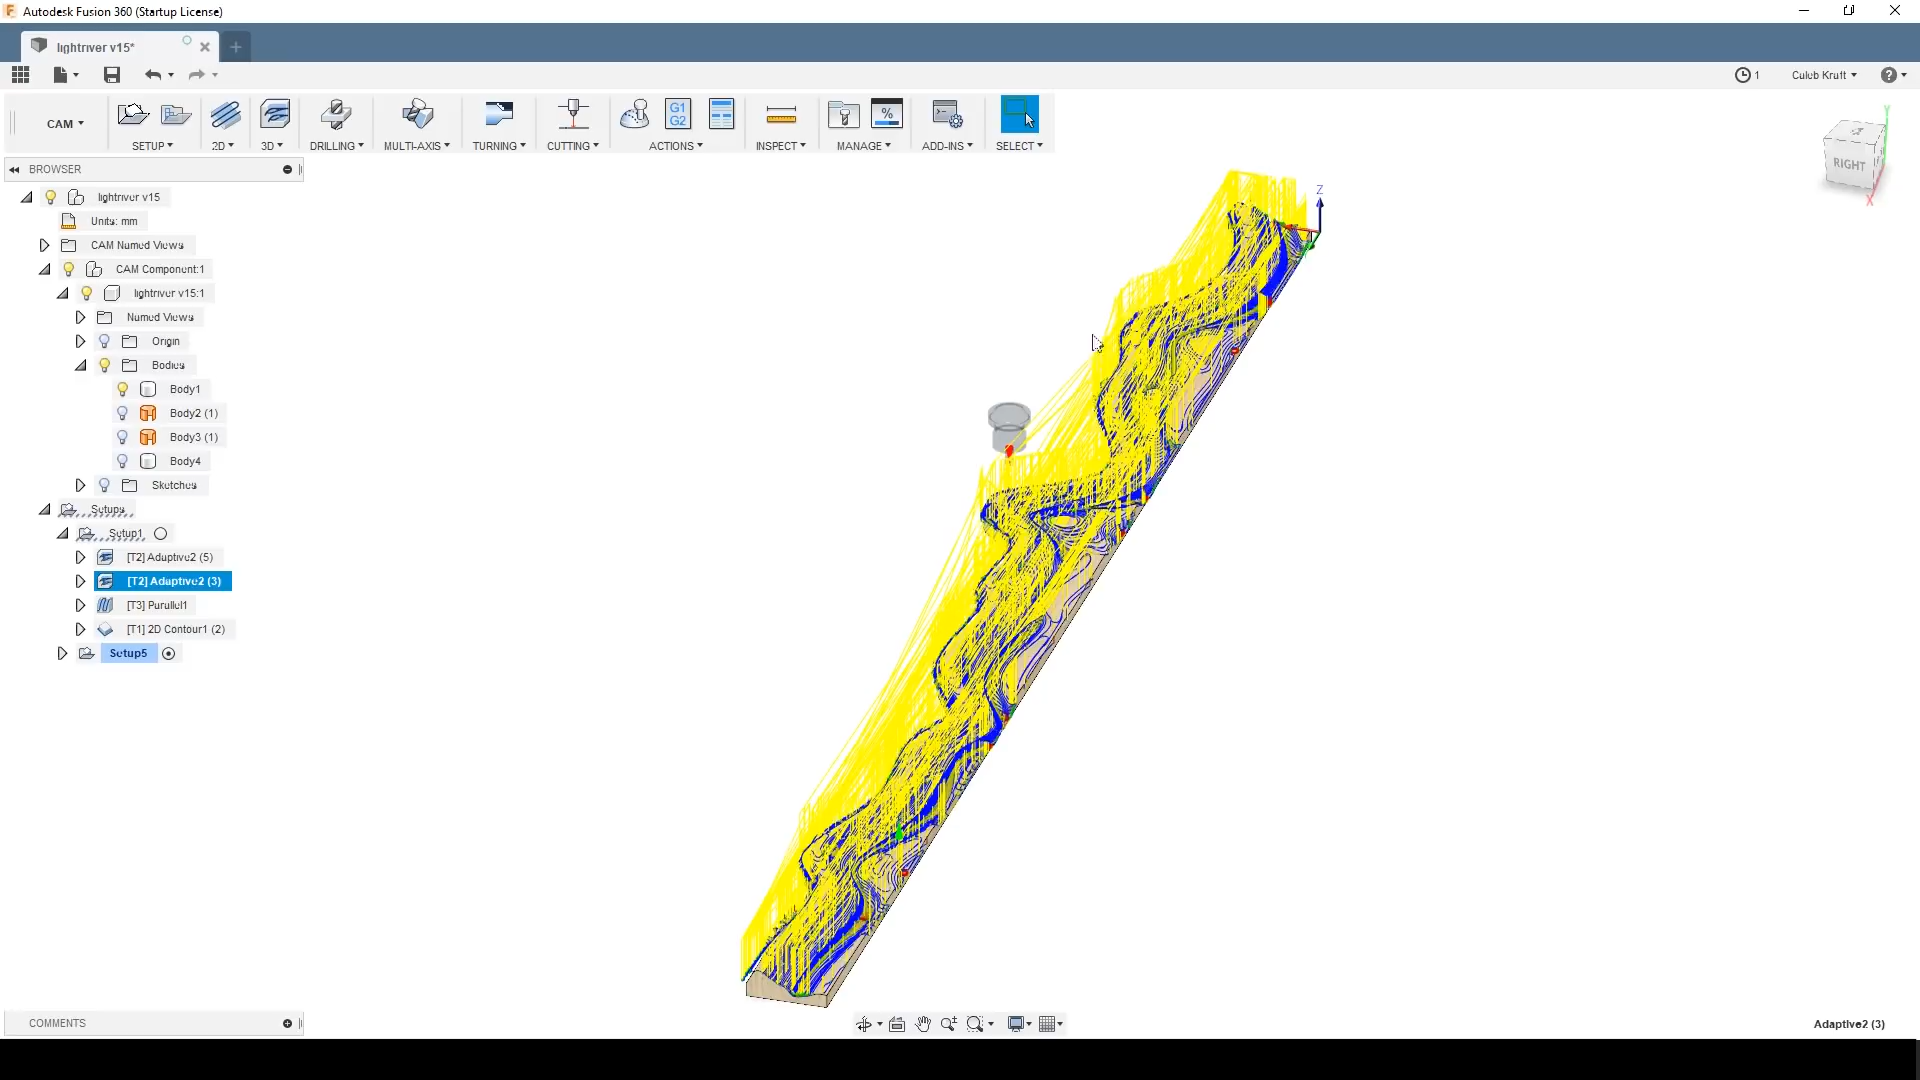 Autodesk Fusion 360 (Startup License)
lightriver v15*
1
Caleb Kraft
CAM
SETUP
2D
3D
DRILLING
MULTI-AXIS
TURNING
CUTTING
G1
G2
ACTIONS
INSPECT
%
MANAGE
ADD-INS
SELECT
BROWSER
lightriver v15
Units: mm
CAM Named Views
CAM Component:1
lightriver v15:1
Named Views
Origin
Bodies
Body1
Body2 (1)
Body3 (1)
Body4
Sketches
Setups
Setup1
[T2] Adaptive2 (5)
[T2] Adaptive2 (3)
[T3] Parallel1
[T1] 2D Contour1 (2)
Setup5
Z
Y
RIGHT
X
COMMENTS
Adaptive2 (3)